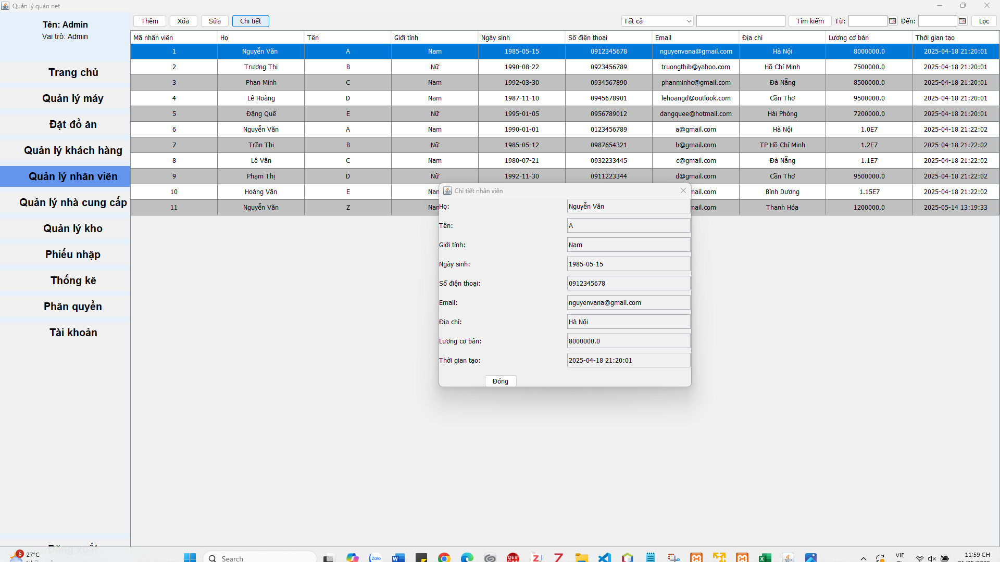 Quản lý quán net
Tên: Admin
Vai trò: Admin
Trang chủ
Quản lý máy
Đặt đồ ăn
Quản lý khách hàng
Quản lý nhân viên
Quản lý nhà cung cấp
Quản lý kho
Phiếu nhập
Thống kê
Phân quyền
Tài khoản
Đăng xuất
Thêm Xóa Sửa Chi tiết Tất cả Tìm kiếm Từ: Đến: Lọc
Mã nhân viên Họ Tên Giới tính Ngày sinh Số điện thoại Email Địa chỉ Lương cơ bản Thời gian tạo
1 Nguyễn Văn A Nam 1985-05-15 0912345678 nguyenvana@gmail.com Hà Nội 8000000.0 2025-04-18 21:20:01
2 Trương Thị B Nữ 1990-08-22 0923456789 truongthib@yahoo.com Hồ Chí Minh 7500000.0 2025-04-18 21:20:01
3 Phan Minh C Nam 1992-03-30 0934567890 phanminhc@gmail.com Đà Nẵng 8500000.0 2025-04-18 21:20:01
4 Lê Hoàng D Nam 1987-11-10 0945678901 lehoangd@outlook.com Cần Thơ 9500000.0 2025-04-18 21:20:01
5 Đặng Quế E Nữ 1995-01-05 0956789012 dangquee@hotmail.com Hải Phòng 7200000.0 2025-04-18 21:20:01
6 Nguyễn Văn A Nam 1990-01-01 0123456789 a@gmail.com Hà Nội 1.0E7 2025-04-18 21:22:02
7 Trần Thị B Nữ 1985-05-12 0987654321 b@gmail.com TP Hồ Chí Minh 1.2E7 2025-04-18 21:22:02
8 Lê Văn C Nam 1980-07-21 0932233445 c@gmail.com Đà Nẵng 1.1E7 2025-04-18 21:22:02
9 Phạm Thị D Nữ 1992-11-30 0911223344 d@gmail.com Cần Thơ 9500000.0 2025-04-18 21:22:02
10 Hoàng Văn E Nam mail.com Bình Dương 1.15E7 2025-04-18 21:22:02
11 Nguyễn Văn Z Nam mail.com Thanh Hóa 1200000.0 2025-05-14 13:19:33
Chi tiết nhân viên
Họ: Nguyễn Văn
Tên: A
Giới tính: Nam
Ngày sinh: 1985-05-15
Số điện thoại: 0912345678
Email: nguyenvana@gmail.com
Địa chỉ: Hà Nội
Lương cơ bản: 8000000.0
Thời gian tạo: 2025-04-18 21:20:01
Đóng
6 27°C
Search
Zalo
DEV
VIE
11:59 CH